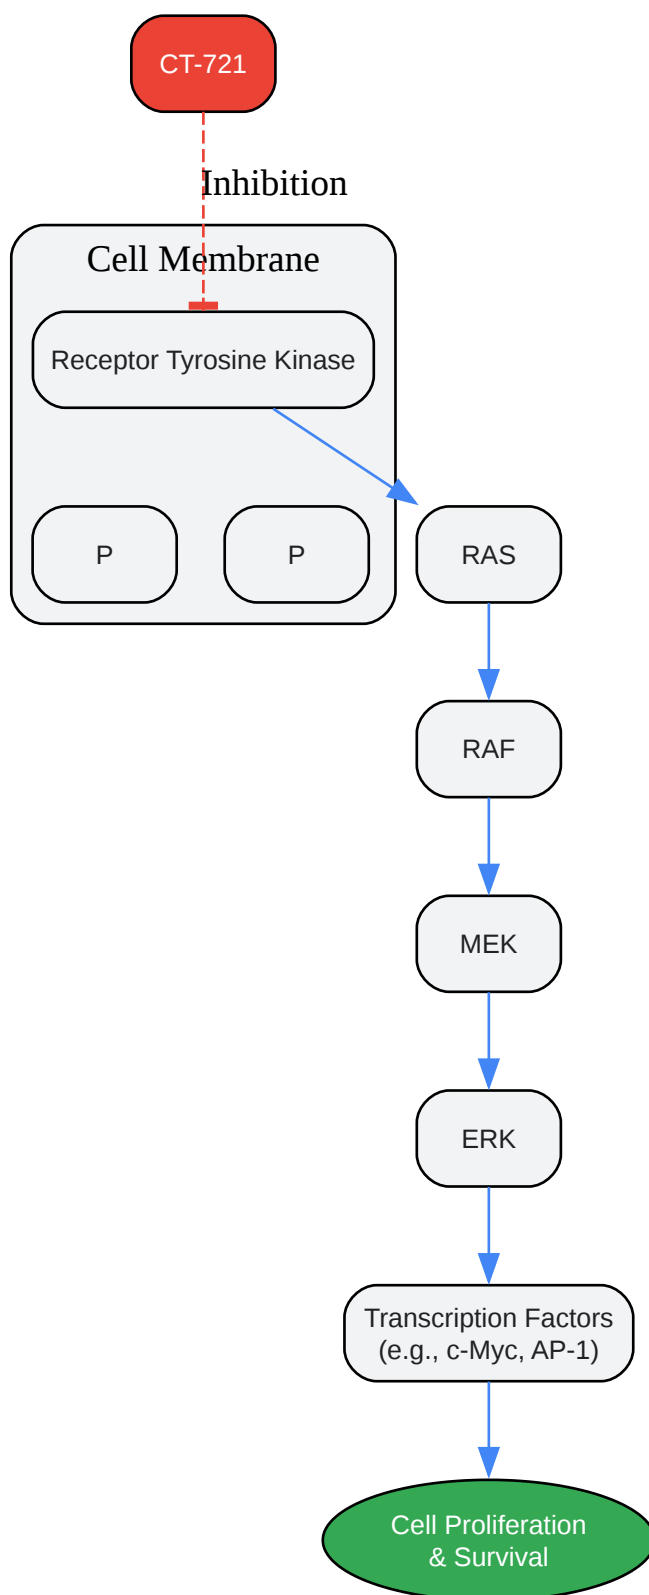 CT-721
Inhibition
Cell Membrane
Receptor Tyrosine Kinase
P
P
RAS
RAF
MEK
ERK
Transcription Factors
(e.g., c-Myc, AP-1)
Cell Proliferation
& Survival